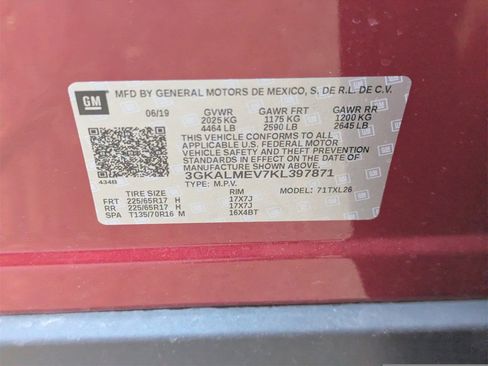 GM
MFD BY GENERAL MOTORS DE MEXICO, S. DE R.L. DE C.V.
06/19 GVWR GAWR FRT GAWR RR
2025 KG 1175 KG 1200 KG
4464 LB 2590 LB 2645 LB
THIS VEHICLE CONFORMS TO ALL
APPLICABLE U.S. FEDERAL MOTOR
VEHICLE SAFETY AND THEFT PREVENTION
STANDARDS IN EFFECT ON THE DATE OF
MANUFACTURE SHOWN ABOVE.
3GKALMEV7KL397871
434B TYPE: M.P.V. MODEL: 71TXL26
TIRE SIZE RIM
FRT 225/65R17 H 17X7J
RR 225/65R17 H 17X7J
SPA T135/70R16 M 16X4BT